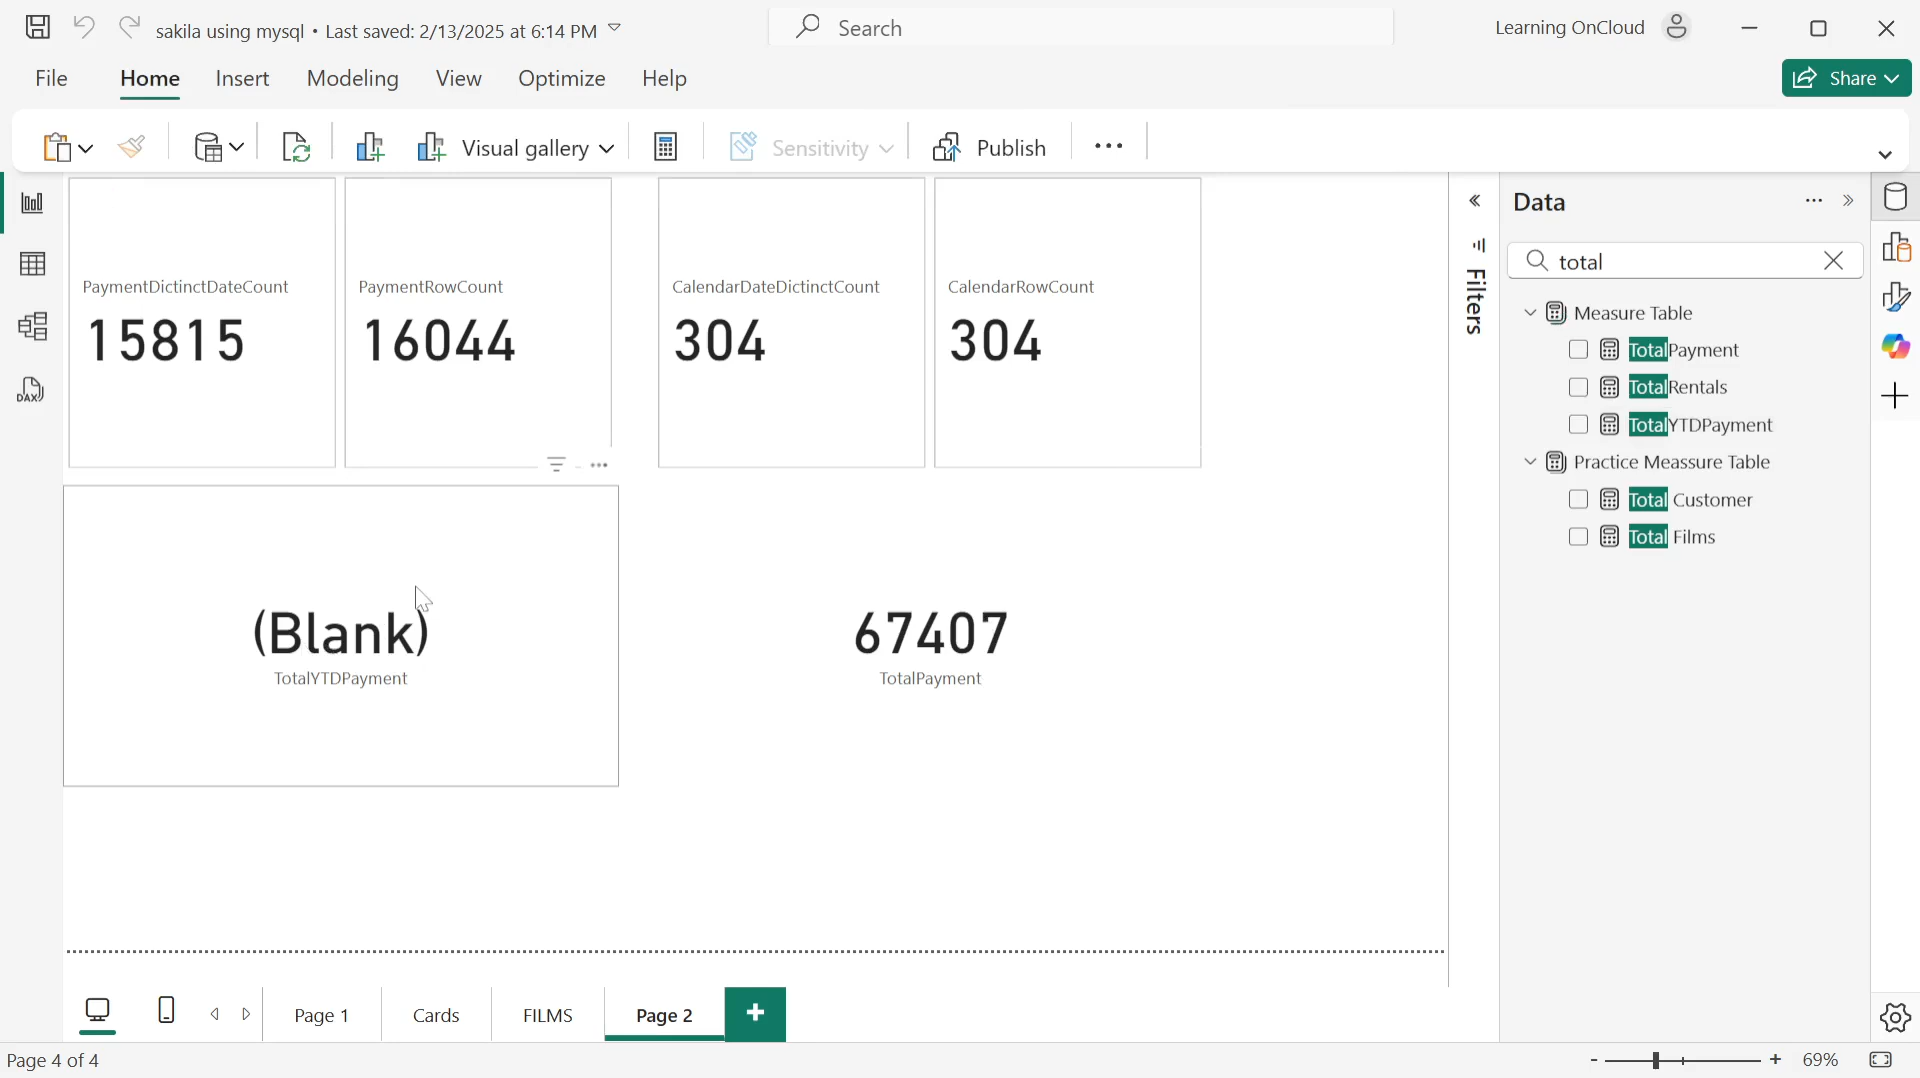 sakila using mysql • Last saved: 2/13/2025 at 6:14 PM
Search
Learning OnCloud
File
Home
Insert
Modeling
View
Optimize
Help
Share
Visual gallery
Sensitivity
Publish
PaymentDictinctDateCount
15815
PaymentRowCount
16044
CalendarDateDictinctCount
304
CalendarRowCount
304
(Blank)
TotalYTDPayment
67407
TotalPayment
Filters
Data
total
Measure Table
TotalPayment
TotalRentals
TotalYTDPayment
Practice Meassure Table
Total Customer
Total Films
DAX
Page 1
Cards
FILMS
Page 2
Page 4 of 4
- + 69%